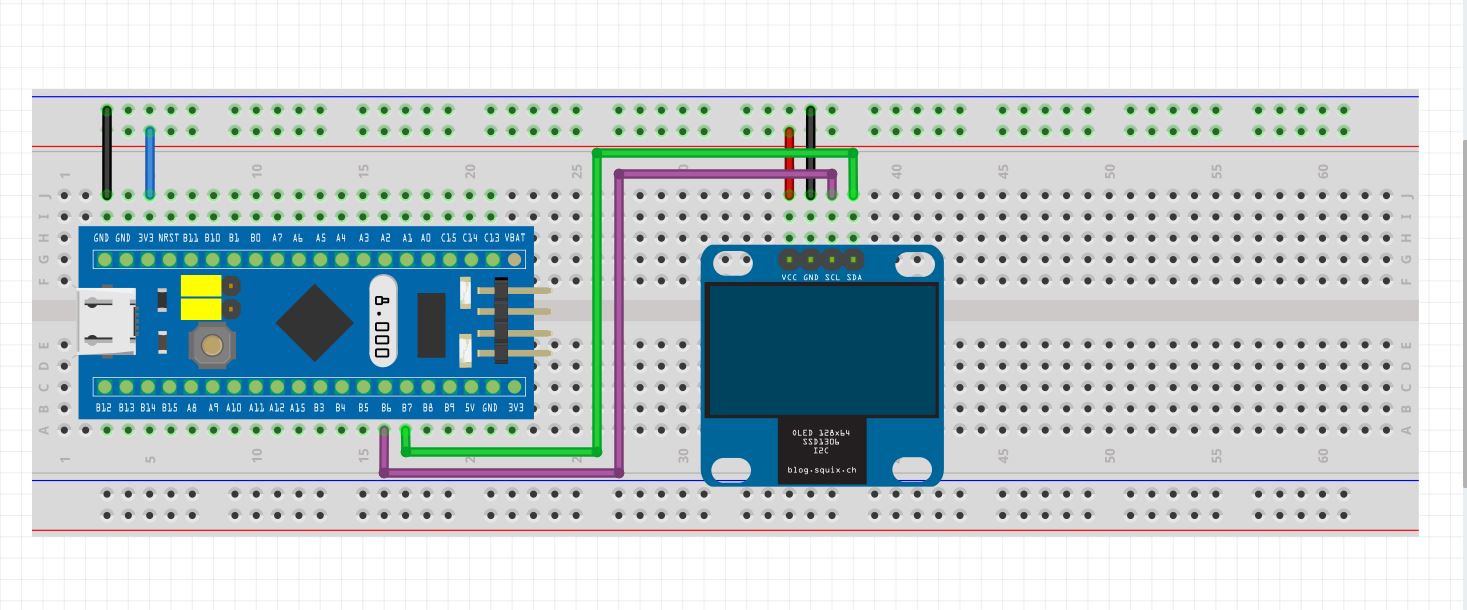 1 10 15 20 25 30 40 45 50 55 60
J J
I I
H H
G G
F F
GND GND 3V3 NRST B11 B10 B1 B0 A7 A6 A5 A4 A3 A2 A1 A0 C15 C14 C13 VBAT
VCC GND SCL SDA
8.000
E E
D D
C C
B B
A A
B12 B13 B14 B15 A8 A9 A10 A11 A12 A15 B3 B4 B5 B6 B7 B8 B9 5V GND 3V3
OLED 128x64
SSD1306
I2C
blog.squix.ch
1 5 10 15 20 25 30 40 45 50 55 60